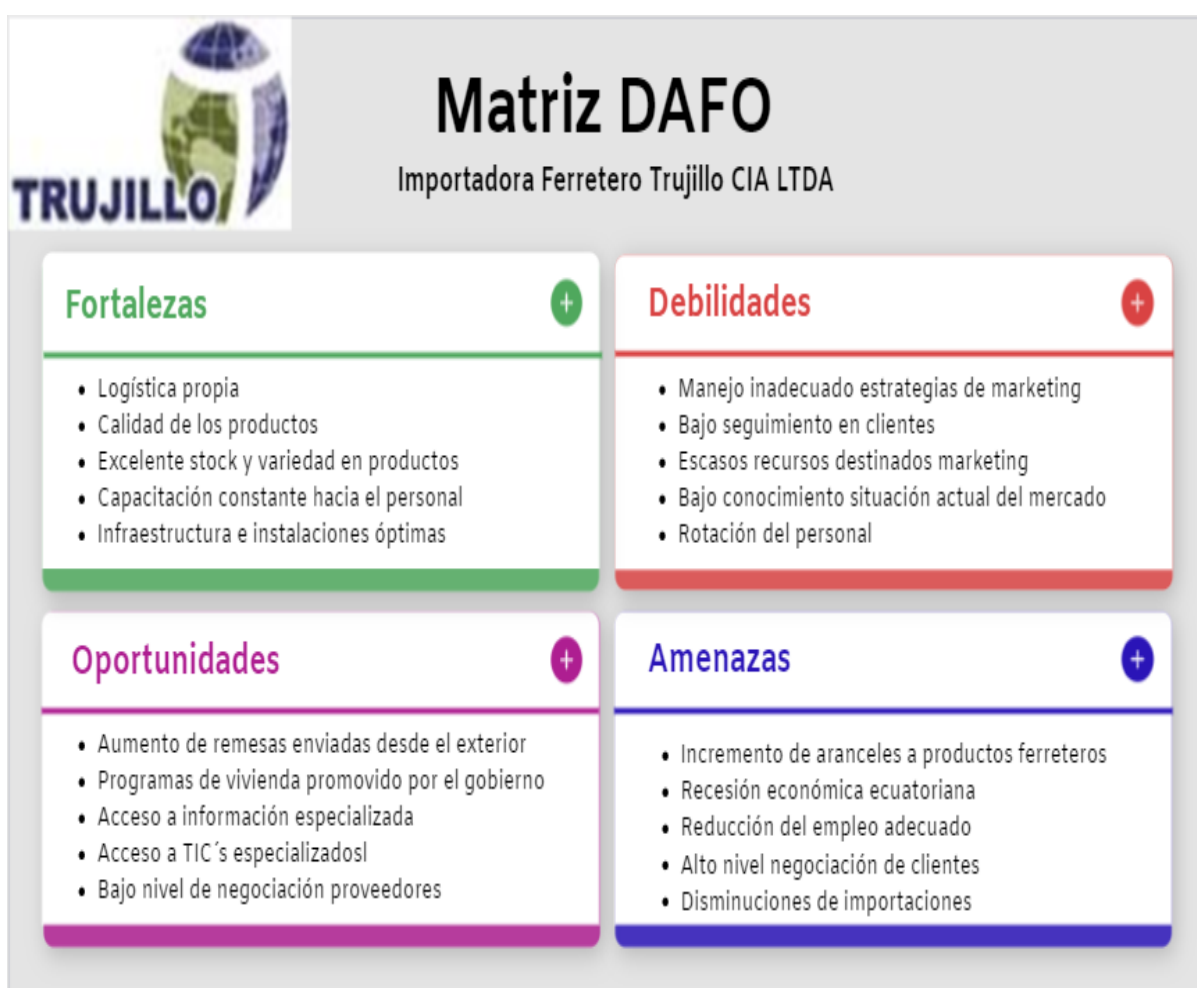 TRUJILLO
Matriz DAFO
Importadora Ferretero Trujillo CIA LTDA
Fortalezas
+
• Logística propia
• Calidad de los productos
• Excelente stock y variedad en productos
• Capacitación constante hacia el personal
• Infraestructura e instalaciones óptimas
Debilidades
+
• Manejo inadecuado estrategias de marketing
• Bajo seguimiento en clientes
• Escasos recursos destinados marketing
• Bajo conocimiento situación actual del mercado
• Rotación del personal
Oportunidades
+
• Aumento de remesas enviadas desde el exterior
• Programas de vivienda promovido por el gobierno
• Acceso a información especializada
• Acceso a TIC´s especializadosl
• Bajo nivel de negociación proveedores
Amenazas
+
• Incremento de aranceles a productos ferreteros
• Recesión económica ecuatoriana
• Reducción del empleo adecuado
• Alto nivel negociación de clientes
• Disminuciones de importaciones